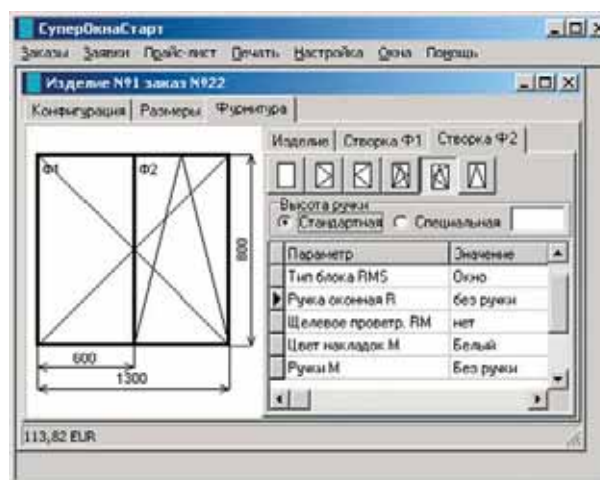 СуперОкнаСтарт
Заказы Заявки Прайс-лист Печать Настройка Окна Помощь
Изделие №1 заказ №22
Конфигурация Размеры Фурнитура
Изделие Створка Ф1 Створка Ф2
Ф1 Ф2
Высота ручки
Стандартная Специальная
Параметр Значение
Тип блока RMS Окно
Ручка оконная R без ручки
Щелевое проветр. RM нет
Цвет накладок М Белый
Ручки М Без ручки
800
600
1300
113,82 EUR